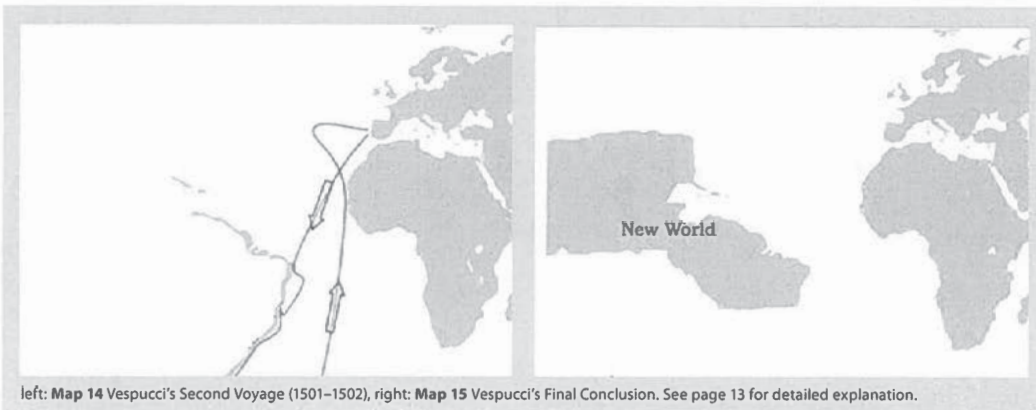 New World
left: Map 14 Vespucci's Second Voyage (1501–1502), right: Map 15 Vespucci's Final Conclusion. See page 13 for detailed explanation.